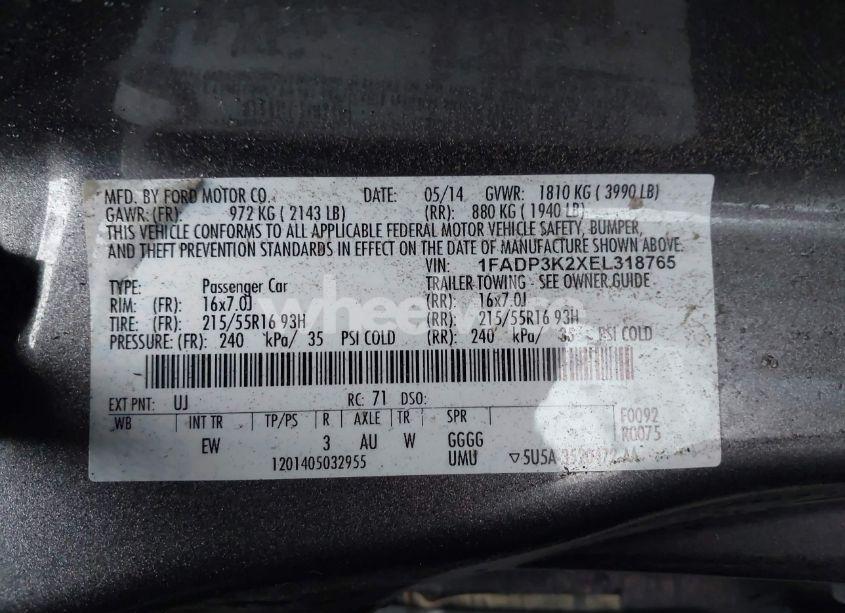 MFD. BY FORD MOTOR CO. DATE: 05/14 GVWR: 1810 KG ( 3990 LB)
GAWR: (FR): 972 KG ( 2143 LB) (RR): 880 KG ( 1940 LB)
THIS VEHICLE CONFORMS TO ALL APPLICABLE FEDERAL MOTOR VEHICLE SAFETY, BUMPER,
AND THEFT PREVENTION STANDARDS IN EFFECT ON THE DATE OF MANUFACTURE SHOWN ABOVE.
VIN: 1FADP3K2XEL318765
TYPE: Passenger Car TRAILER TOWING - SEE OWNER GUIDE
RIM: (FR): 16x7.0J (RR): 16x7.0J
TIRE: (FR): 215/55R16 93H (RR): 215/55R16 93H
PRESSURE: (FR): 240 kPa/ 35 PSI COLD (RR): 240 kPa/ 35 PSI COLD
EXT PNT: UJ RC: 71 DSO:
WB INT TR TP/PS R AXLE TR SPR F0092
EW 3 AU W GGGG R0075
1201405032955 UMU ▽5U5A